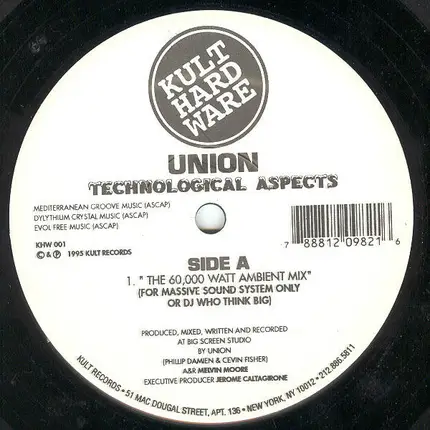 KULT
HARD
WARE
UNION
TECHNOLOGICAL ASPECTS
MEDITERRANEAN GROOVE MUSIC (ASCAP)
DYLYTHIUM CRYSTAL MUSIC (ASCAP)
EVOL FREE MUSIC (ASCAP)
KHW 001
© & ℗ 1995 KULT RECORDS
7 88812 09821 6
SIDE A
1. " THE 60,000 WATT AMBIENT MIX"
(FOR MASSIVE SOUND SYSTEM ONLY
OR DJ WHO THINK BIG)
PRODUCED, MIXED, WRITTEN AND RECORDED
AT BIG SCREEN STUDIO
BY UNION
(PHILLIP DAMIEN & CEVIN FISHER)
A&R MELVIN MOORE
EXECUTIVE PRODUCER JEROME CALTAGIRONE
KULT RECORDS • 51 MAC DOUGAL STREET, APT. 136 • NEW YORK, NY 10012 • 212.886.5811